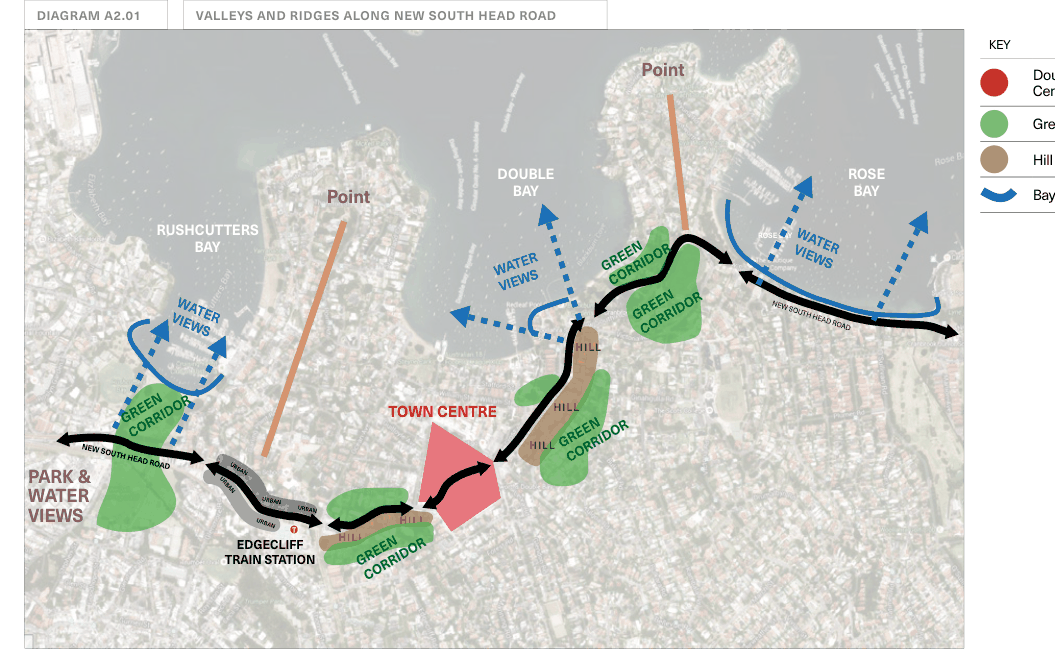 DIAGRAM A2.01
VALLEYS AND RIDGES ALONG NEW SOUTH HEAD ROAD
KEY
Dou
Cer
Gre
Hill
Bay
Point
Point
DOUBLE
BAY
ROSE
BAY
RUSHCUTTERS
BAY
WATER
VIEWS
WATER
VIEWS
WATER
VIEWS
GREEN
CORRIDOR
GREEN
CORRIDOR
GREEN
CORRIDOR
NEW SOUTH HEAD ROAD
HILL
HILL
HILL
GREEN
CORRIDOR
TOWN CENTRE
NEW SOUTH HEAD ROAD
PARK &
WATER
VIEWS
URBAN
URBAN
URBAN
URBAN
URBAN
T
EDGECLIFF
TRAIN STATION
HILL
HILL
GREEN
CORRIDOR